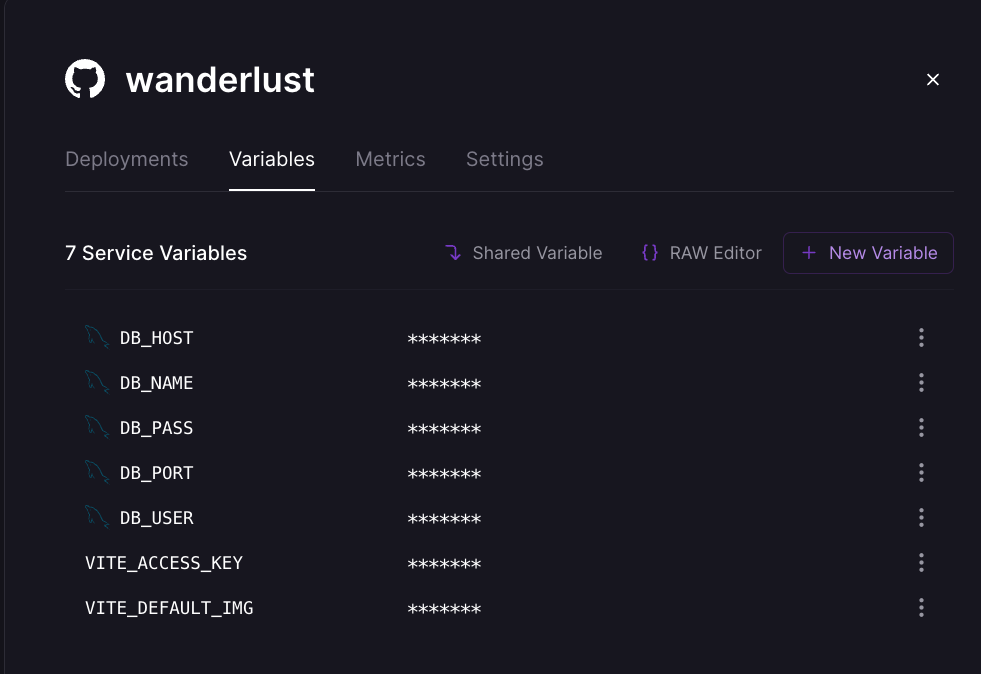 wanderlust
Deployments Variables Metrics Settings
7 Service Variables Shared Variable {} RAW Editor + New Variable
DB_HOST *******
DB_NAME *******
DB_PASS *******
DB_PORT *******
DB_USER *******
VITE_ACCESS_KEY *******
VITE_DEFAULT_IMG *******